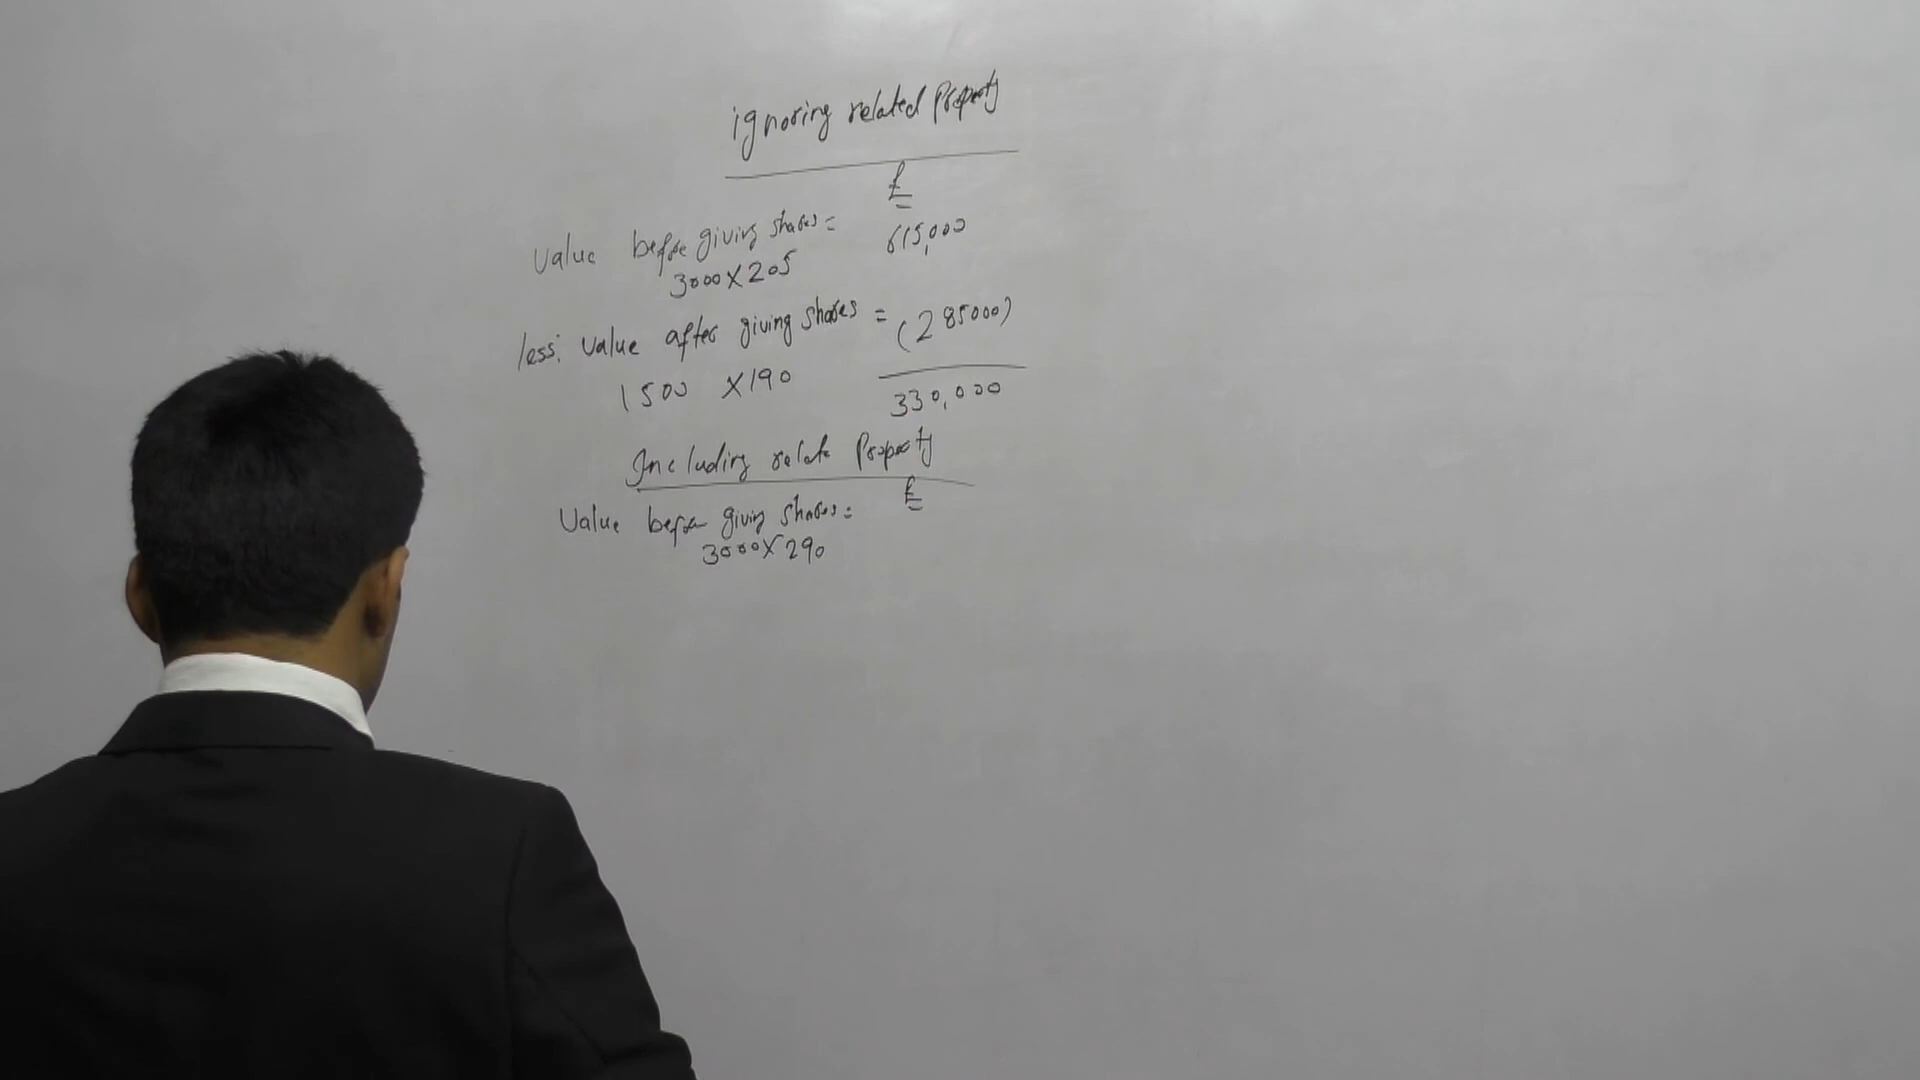 ignoring related Property
£
Value before giving shares = 615,000
3000 X 205
less: Value after giving shares = (285000)
1500 X 190
330,000
Including relate Property
£
Value before giving shares =
3000 X 290